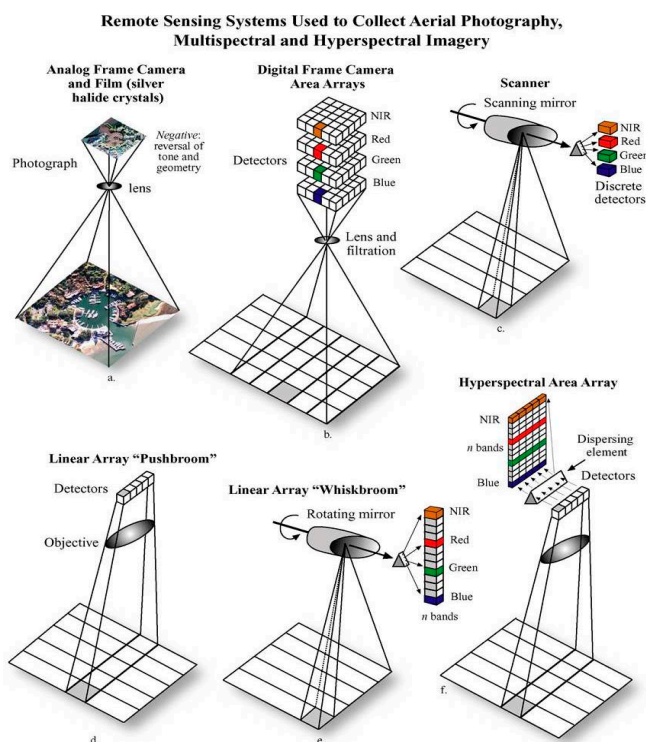 Remote Sensing Systems Used to Collect Aerial Photography,
Multispectral and Hyperspectral Imagery
Analog Frame Camera
and Film (silver
halide crystals)
Negative:
reversal of
tone and
geometry
Photograph
lens
a.
Digital Frame Camera
Area Arrays
NIR
Red
Detectors
Green
Blue
Lens and
filtration
b.
Scanner
Scanning mirror
NIR
Red
Green
Blue
Discrete
detectors
c.
Linear Array “Pushbroom”
Detectors
Objective
d.
Linear Array “Whiskbroom”
Rotating mirror
NIR
Red
Green
Blue
n bands
e.
Hyperspectral Area Array
NIR
n bands
Dispersing
element
Blue
Detectors
f.